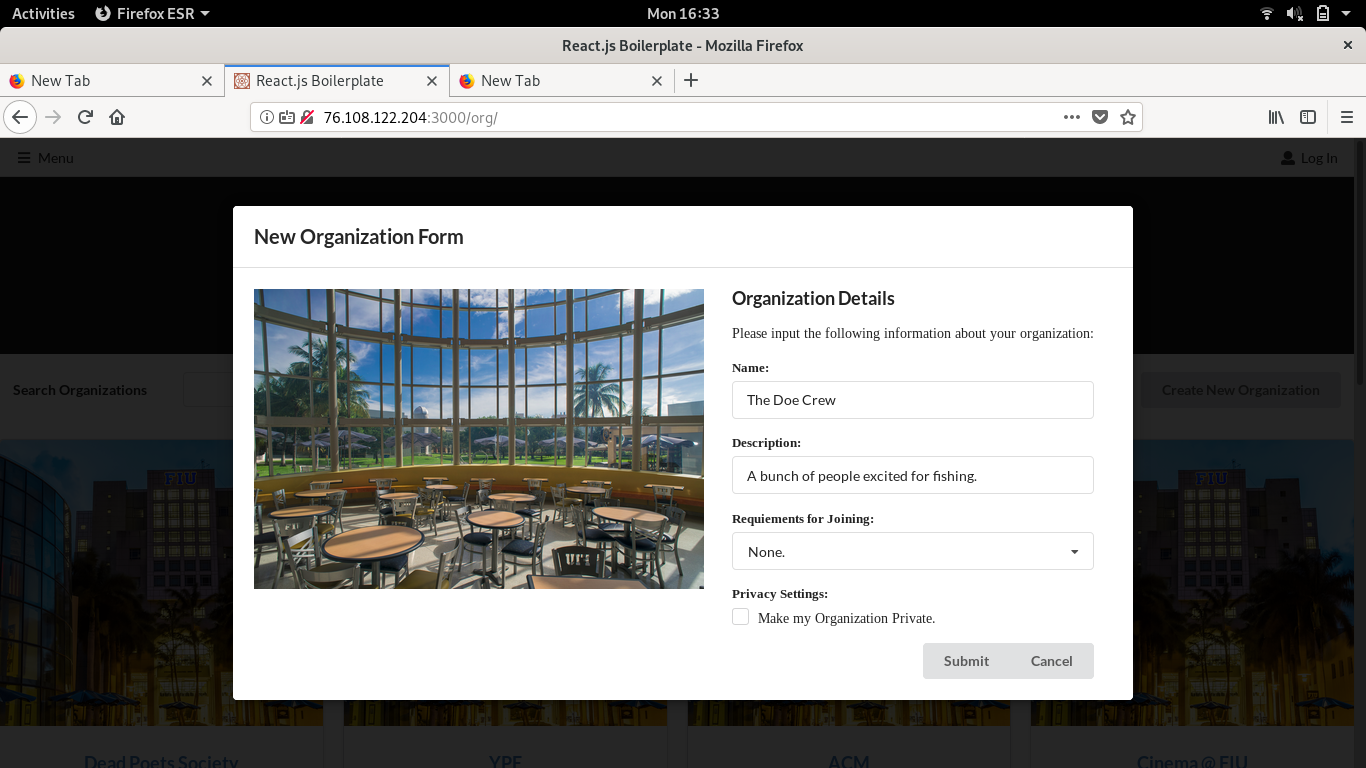 Activities Firefox ESR Mon 16:33
React.js Boilerplate - Mozilla Firefox
New Tab React.js Boilerplate New Tab
76.108.122.204:3000/org/
Menu Log In
New Organization Form
Organization Details
Please input the following information about your organization:
Name:
The Doe Crew
Description:
A bunch of people excited for fishing.
Requiements for Joining:
None.
Privacy Settings:
Make my Organization Private.
Submit Cancel
Search Organizations Create New Organization
FIU FIU
Dead Poets Society YPF ACM Cinema @ FIU